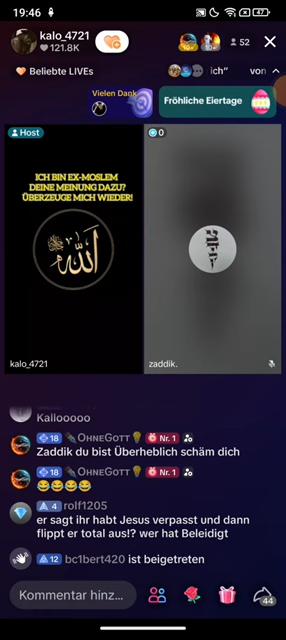 19:46
47
kalo_4721
121.8K
52
Beliebte LIVEs
ich“ von
Vielen Dank
Fröhliche Eiertage
Host
0
ICH BIN EX-MOSLEM
DEINE MEINUNG DAZU?
ÜBERZEUGE MICH WIEDER!
الله
kalo_4721
zaddik.
Kallooooo
18 OHNEGOTT Nr. 1
Zaddik du bist Überheblich schäm dich
18 OHNEGOTT Nr. 1
4 rolf1205
er sagt ihr habt Jesus verpasst und dann
flippt er total aus!? wer hat Beleidigt
12 bc1bert420 ist beigetreten
Kommentar hinz...
44